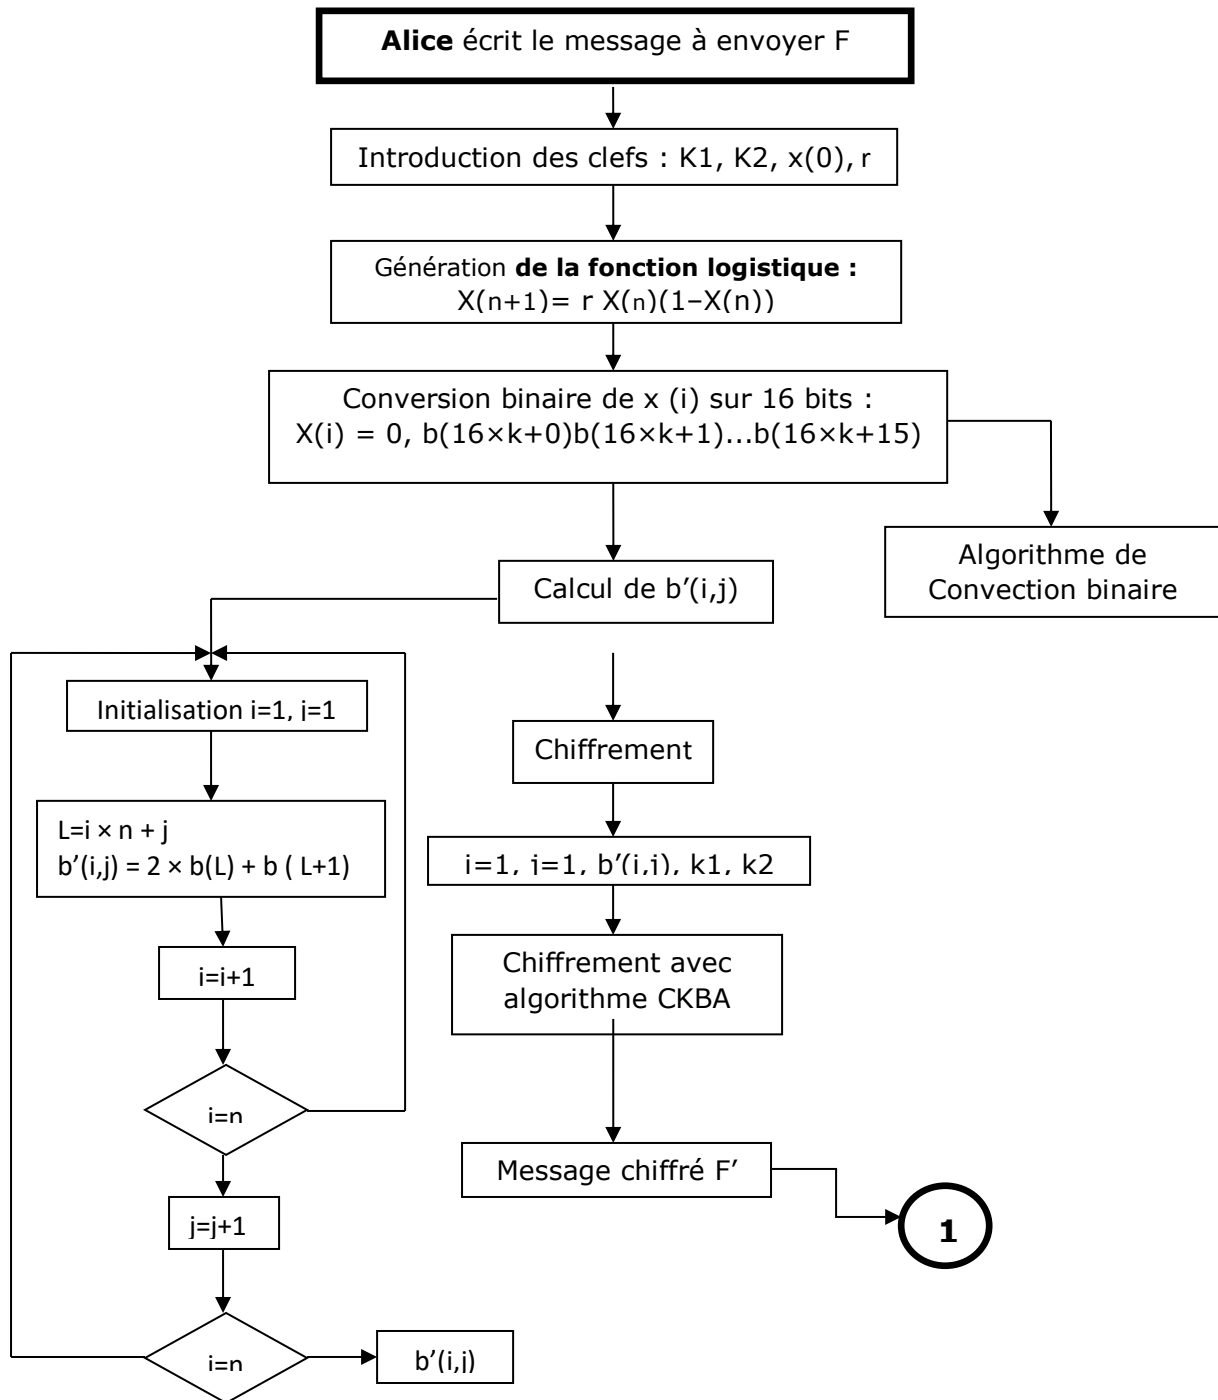 Alice écrit le message à envoyer F
Introduction des clefs : K1, K2, x(0), r
Génération de la fonction logistique :
X(n+1)= r X(n)(1−X(n))
Conversion binaire de x (i) sur 16 bits :
X(i) = 0, b(16×k+0)b(16×k+1)...b(16×k+15)
Algorithme de
Convection binaire
Calcul de b’(i,j)
Initialisation i=1, j=1
L=i × n + j
b’(i,j) = 2 × b(L) + b ( L+1)
i=i+1
i=n
j=j+1
i=n
b’(i,j)
Chiffrement
i=1, j=1, b’(i,j), k1, k2
Chiffrement avec
algorithme CKBA
Message chiffré F’
1